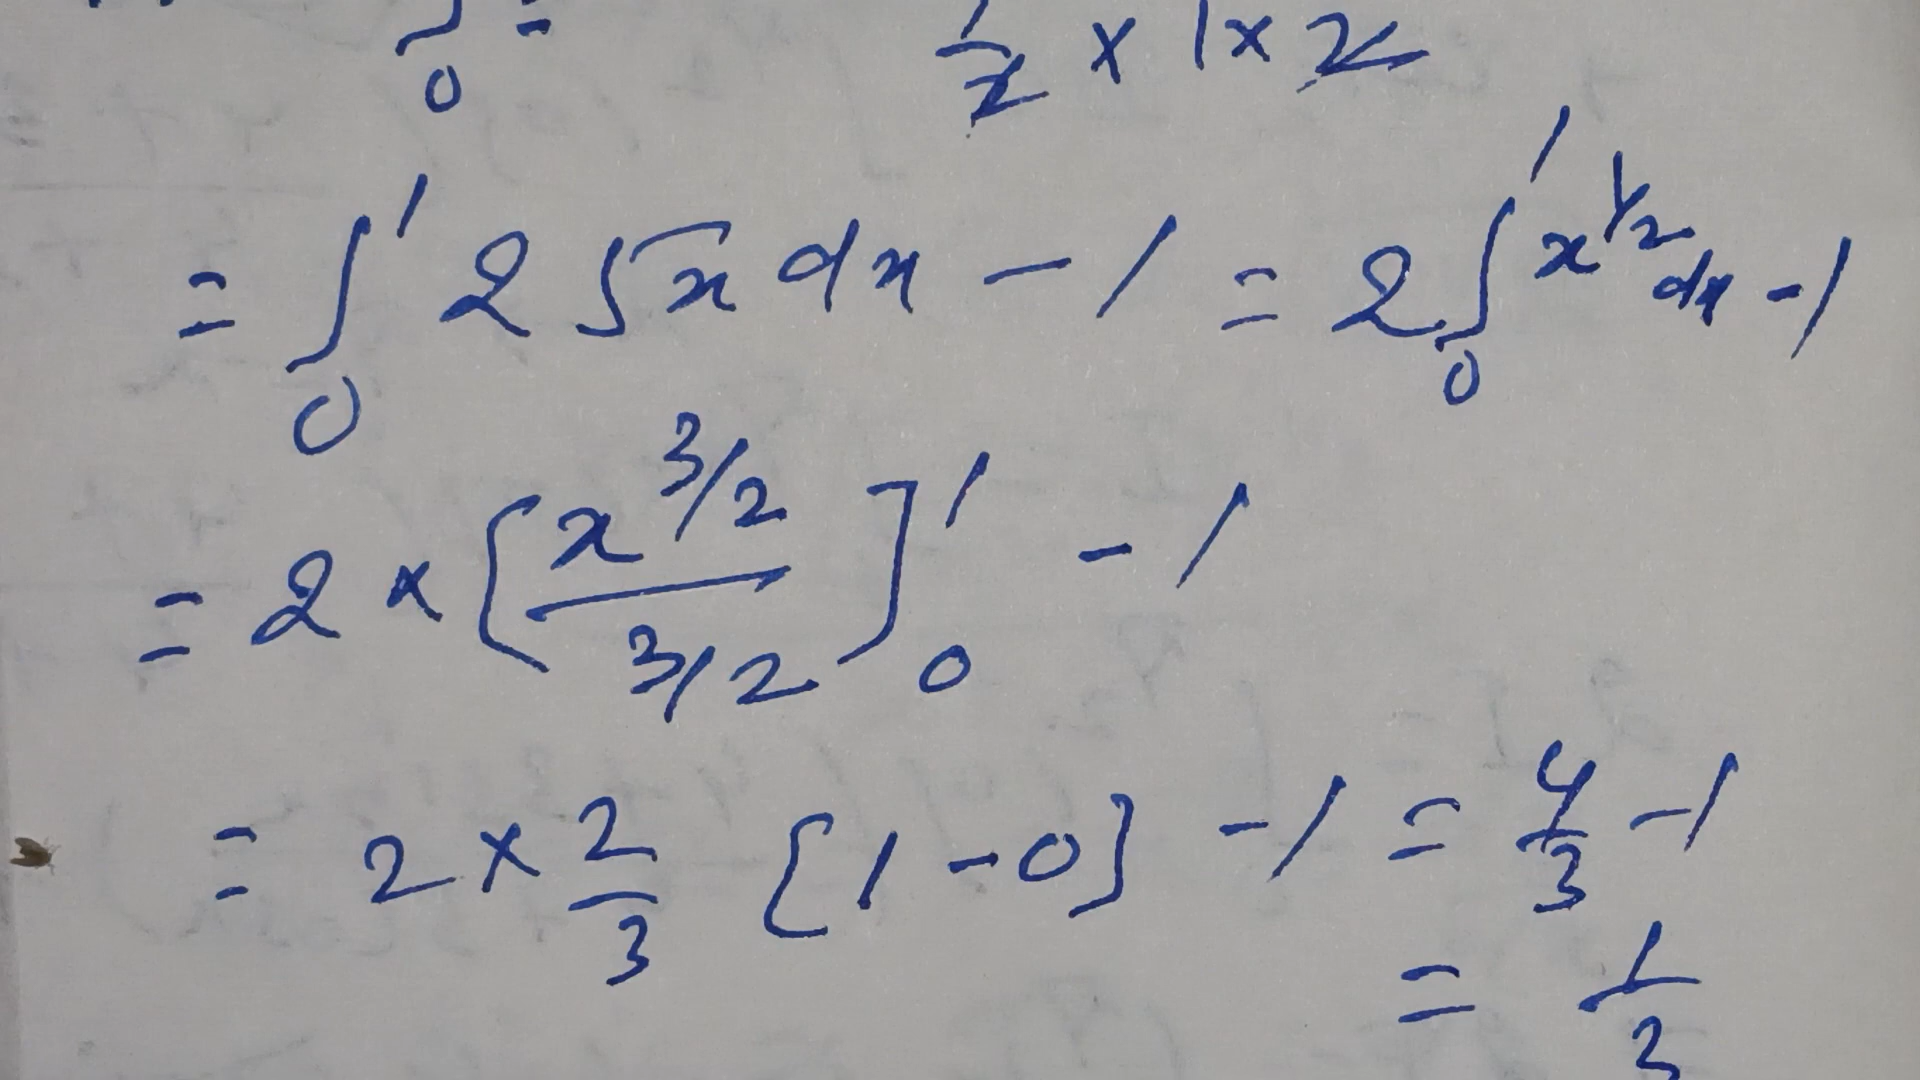 ∫₀ = 1/2 × 1 × 2
= ∫₀¹ 2 √x dx − 1 = 2 ∫₀¹ x^1/2 dx − 1
= 2 × [x^3/2 / 3/2]₀¹ − 1
= 2 × 2/3 [1 − 0] − 1 = 4/3 − 1
= 1/3